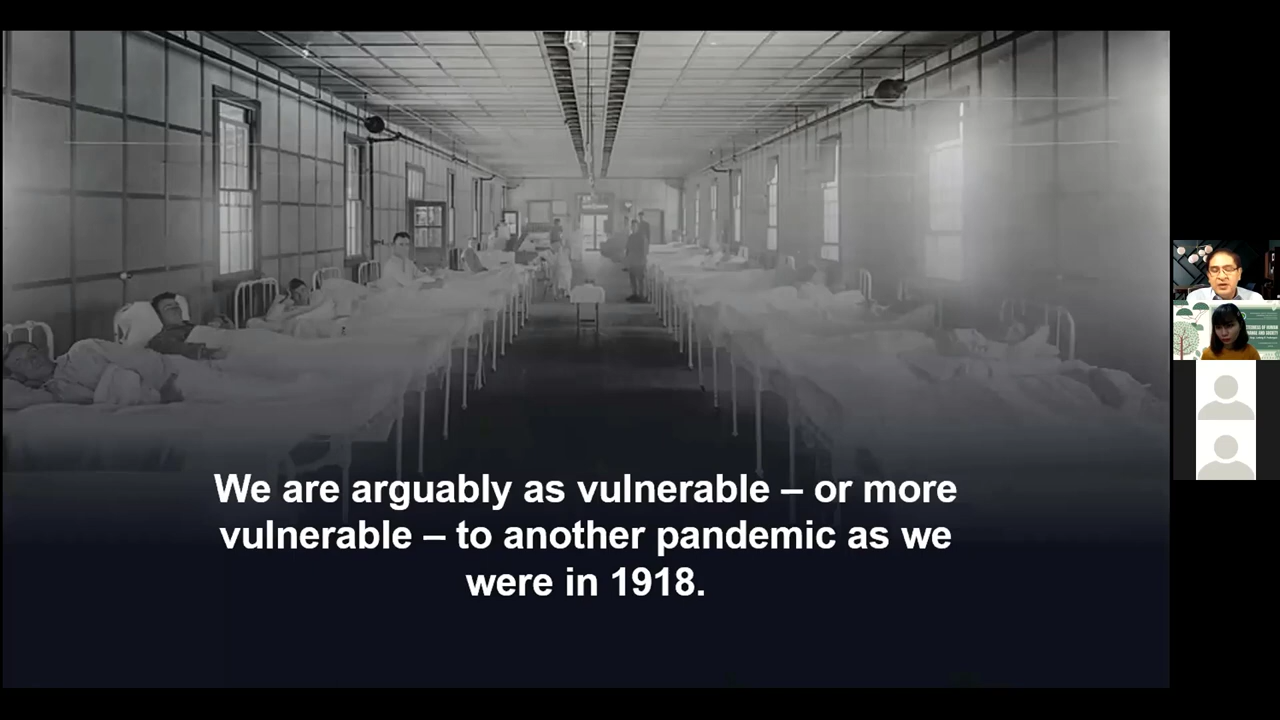 We are arguably as vulnerable – or more
vulnerable – to another pandemic as we
were in 1918.